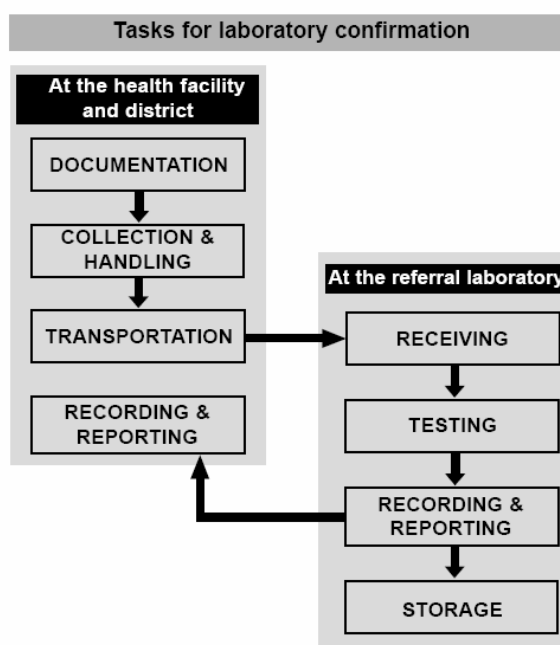 Tasks for laboratory confirmation
At the health facility
and district
DOCUMENTATION
COLLECTION &
HANDLING
TRANSPORTATION
RECORDING &
REPORTING
At the referral laboratory
RECEIVING
TESTING
RECORDING &
REPORTING
STORAGE